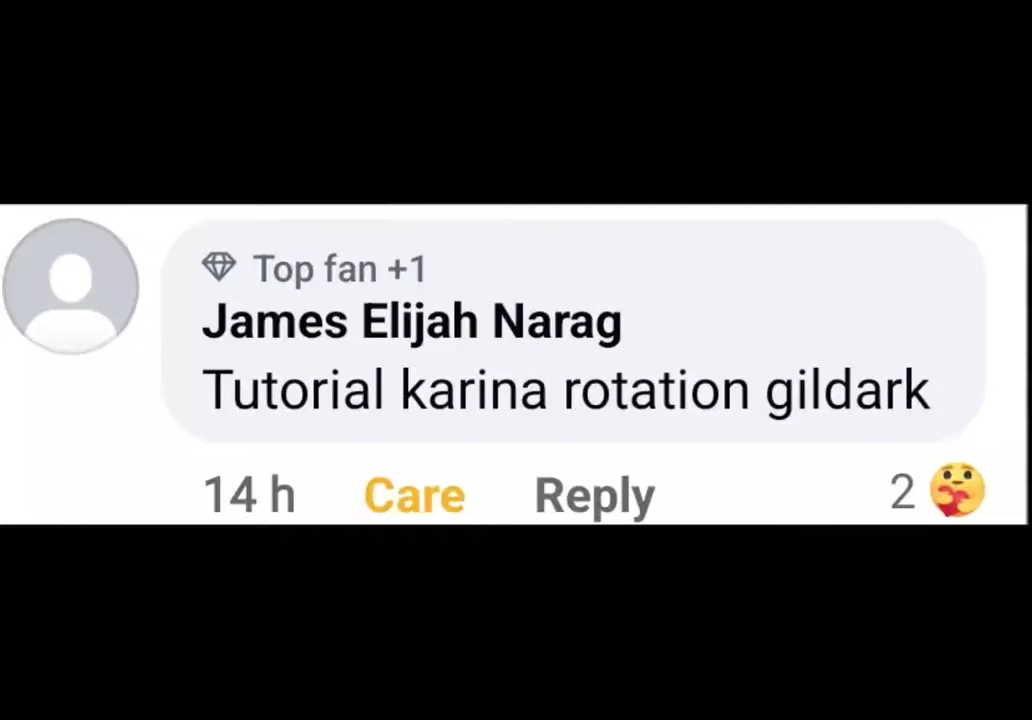 Top fan +1
James Elijah Narag
Tutorial karina rotation gildark
14 h Care Reply 2